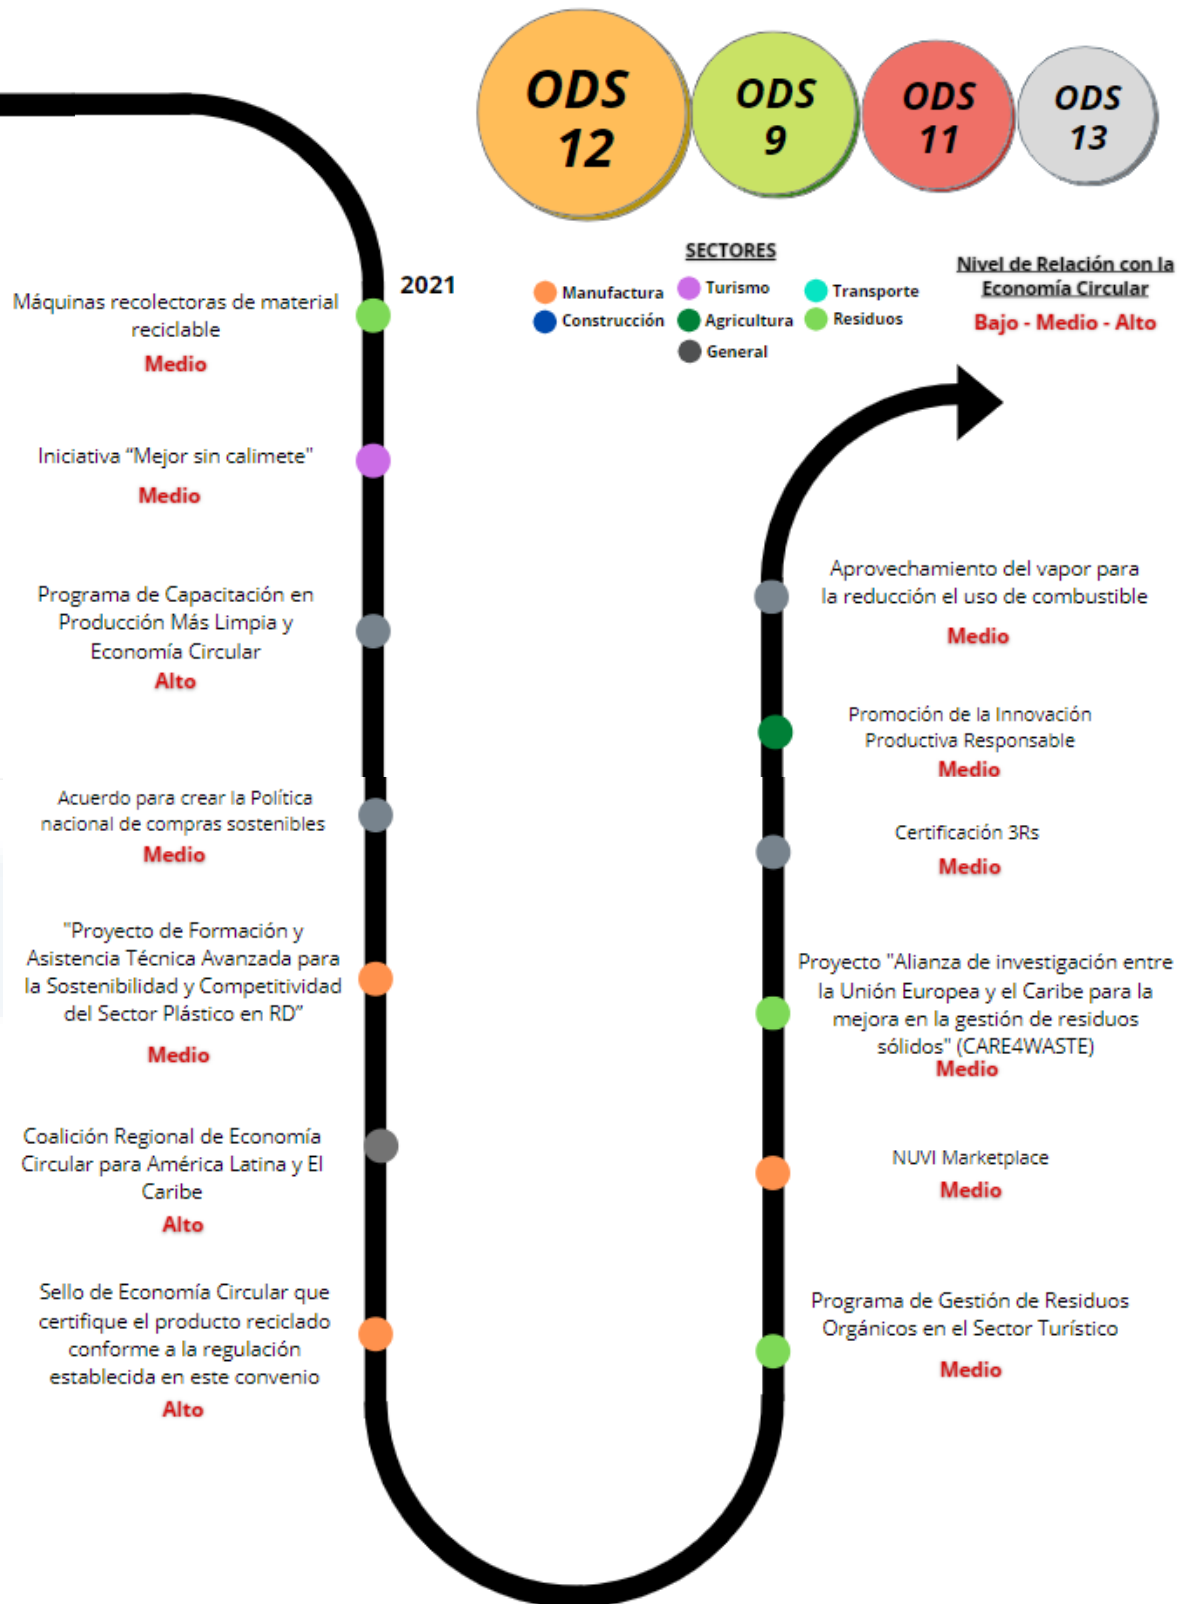 ODS
12
ODS
9
ODS
11
ODS
13
SECTORES
Manufactura
Turismo
Transporte
Construcción
Agricultura
Residuos
General
Nivel de Relación con la
Economía Circular
Bajo - Medio - Alto
2021
Máquinas recolectoras de material
reciclable
Medio
Iniciativa “Mejor sin calimete"
Medio
Programa de Capacitación en
Producción Más Limpia y
Economía Circular
Alto
Acuerdo para crear la Política
nacional de compras sostenibles
Medio
"Proyecto de Formación y
Asistencia Técnica Avanzada para
la Sostenibilidad y Competitividad
del Sector Plástico en RD”
Medio
Coalición Regional de Economía
Circular para América Latina y El
Caribe
Alto
Sello de Economía Circular que
certifique el producto reciclado
conforme a la regulación
establecida en este convenio
Alto
Aprovechamiento del vapor para
la reducción el uso de combustible
Medio
Promoción de la Innovación
Productiva Responsable
Medio
Certificación 3Rs
Medio
Proyecto "Alianza de investigación entre
la Unión Europea y el Caribe para la
mejora en la gestión de residuos
sólidos" (CARE4WASTE)
Medio
NUVI Marketplace
Medio
Programa de Gestión de Residuos
Orgánicos en el Sector Turístico
Medio